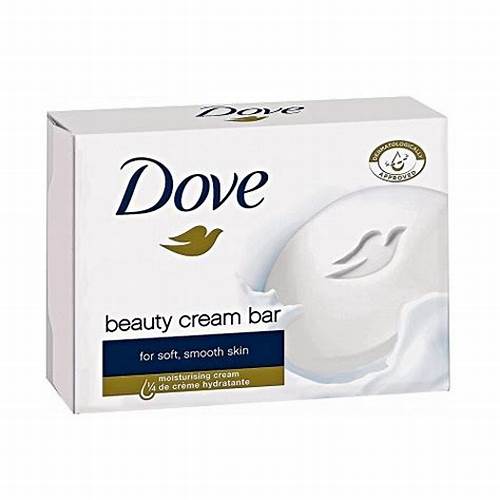 Dove
DERMATOLOGICALLY
APPROVED
Dove
beauty cream bar
for soft, smooth skin
¼ moisturising cream
de crème hydratante